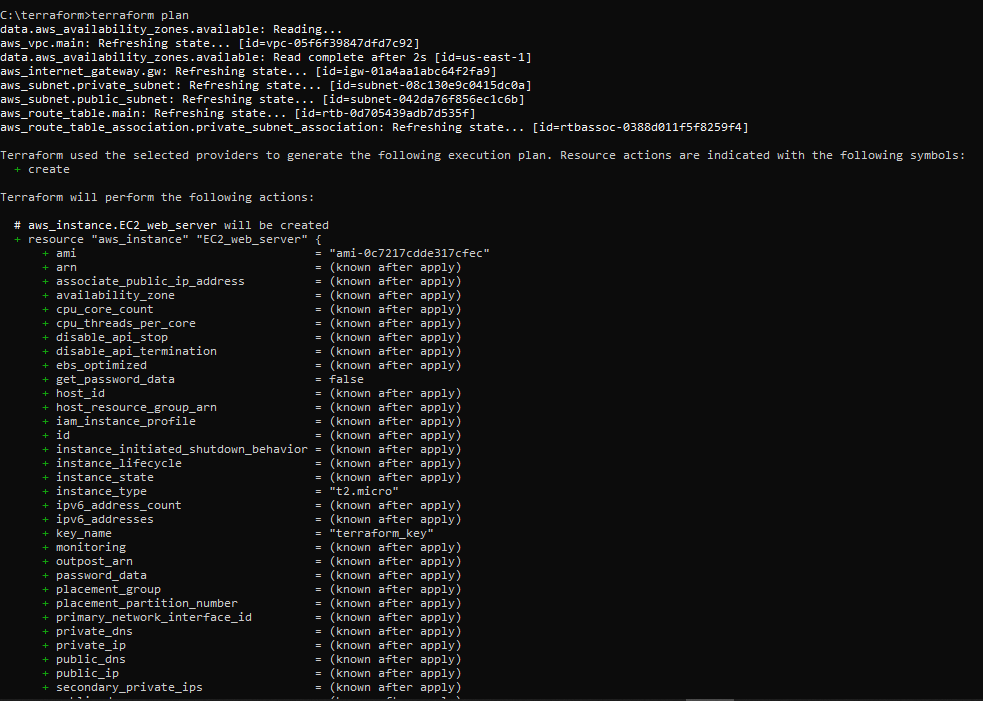 C:\terraform>terraform plan
data.aws_availability_zones.available: Reading...
aws_vpc.main: Refreshing state... [id=vpc-05f6f39847dfd7c92]
data.aws_availability_zones.available: Read complete after 2s [id=us-east-1]
aws_internet_gateway.gw: Refreshing state... [id=igw-01a4aa1abc64f2fa9]
aws_subnet.private_subnet: Refreshing state... [id=subnet-08c130e9c0415dc0a]
aws_subnet.public_subnet: Refreshing state... [id=subnet-042da76f856ec1c6b]
aws_route_table.main: Refreshing state... [id=rtb-0d705439adb7d535f]
aws_route_table_association.private_subnet_association: Refreshing state... [id=rtbassoc-0388d011f5f8259f4]
Terraform used the selected providers to generate the following execution plan. Resource actions are indicated with the following symbols:
+ create
Terraform will perform the following actions:
# aws_instance.EC2_web_server will be created
+ resource "aws_instance" "EC2_web_server" {
+ ami = "ami-0c7217cdde317cfec"
+ arn = (known after apply)
+ associate_public_ip_address = (known after apply)
+ availability_zone = (known after apply)
+ cpu_core_count = (known after apply)
+ cpu_threads_per_core = (known after apply)
+ disable_api_stop = (known after apply)
+ disable_api_termination = (known after apply)
+ ebs_optimized = (known after apply)
+ get_password_data = false
+ host_id = (known after apply)
+ host_resource_group_arn = (known after apply)
+ iam_instance_profile = (known after apply)
+ id = (known after apply)
+ instance_initiated_shutdown_behavior = (known after apply)
+ instance_lifecycle = (known after apply)
+ instance_state = (known after apply)
+ instance_type = "t2.micro"
+ ipv6_address_count = (known after apply)
+ ipv6_addresses = (known after apply)
+ key_name = "terraform_key"
+ monitoring = (known after apply)
+ outpost_arn = (known after apply)
+ password_data = (known after apply)
+ placement_group = (known after apply)
+ placement_partition_number = (known after apply)
+ primary_network_interface_id = (known after apply)
+ private_dns = (known after apply)
+ private_ip = (known after apply)
+ public_dns = (known after apply)
+ public_ip = (known after apply)
+ secondary_private_ips = (known after apply)